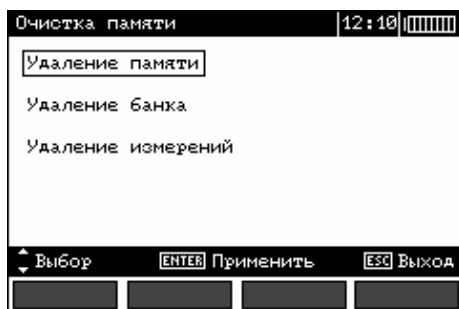 Очистка памяти 12:10
Удаление памяти
Удаление банка
Удаление измерений
Выбор ENTER Применить ESC Выход